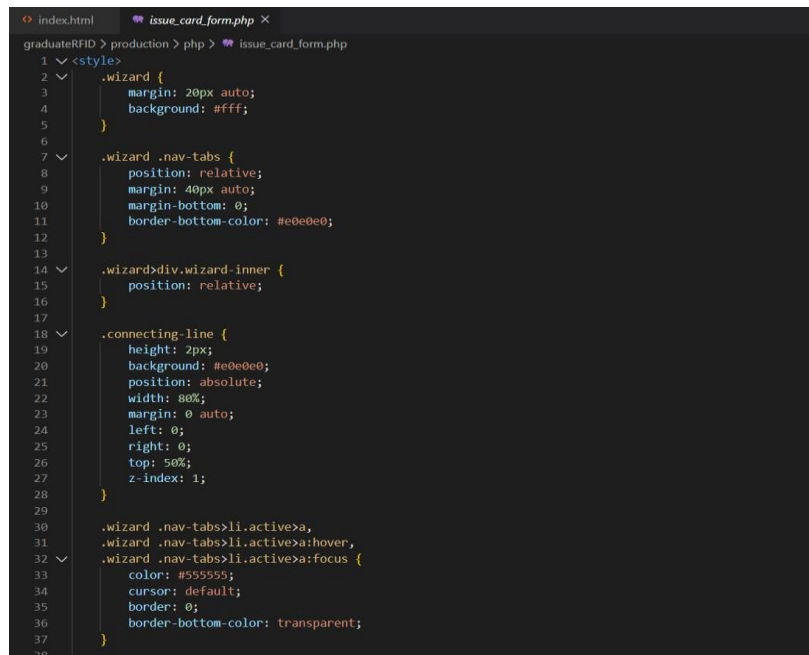 index.html issue_card_form.php ×
graduateRFID > production > php > issue_card_form.php
1 <style>
2 .wizard {
3 margin: 20px auto;
4 background: #fff;
5 }
6
7 .wizard .nav-tabs {
8 position: relative;
9 margin: 40px auto;
10 margin-bottom: 0;
11 border-bottom-color: #e0e0e0;
12 }
13
14 .wizard>div.wizard-inner {
15 position: relative;
16 }
17
18 .connecting-line {
19 height: 2px;
20 background: #e0e0e0;
21 position: absolute;
22 width: 80%;
23 margin: 0 auto;
24 left: 0;
25 right: 0;
26 top: 50%;
27 z-index: 1;
28 }
29
30 .wizard .nav-tabs>li.active>a,
31 .wizard .nav-tabs>li.active>a:hover,
32 .wizard .nav-tabs>li.active>a:focus {
33 color: #555555;
34 cursor: default;
35 border: 0;
36 border-bottom-color: transparent;
37 }
38